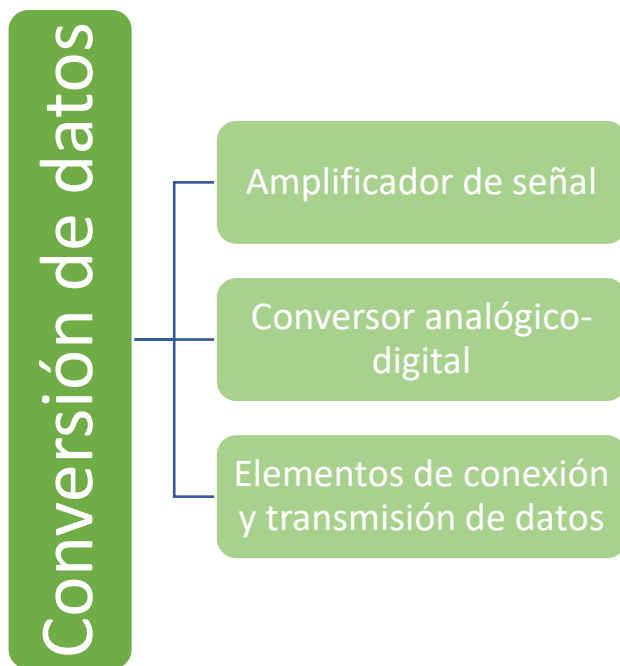 Conversión de datos
Amplificador de señal
Conversor analógico-
digital
Elementos de conexión
y transmisión de datos